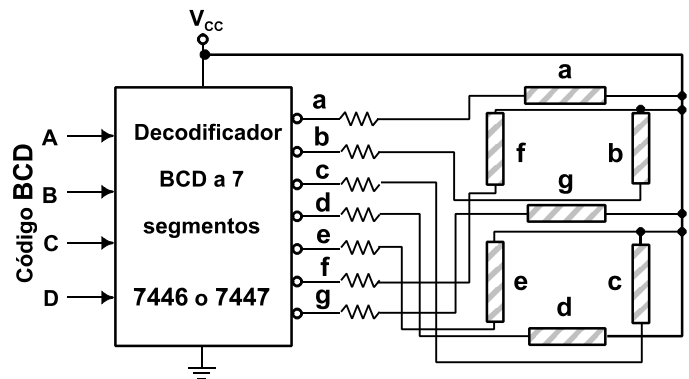 V_CC
Código BCD
A
B
C
D
Decodificador
BCD a 7
segmentos
7446 o 7447
a
b
c
d
e
f
g
a
f
b
g
e
c
d